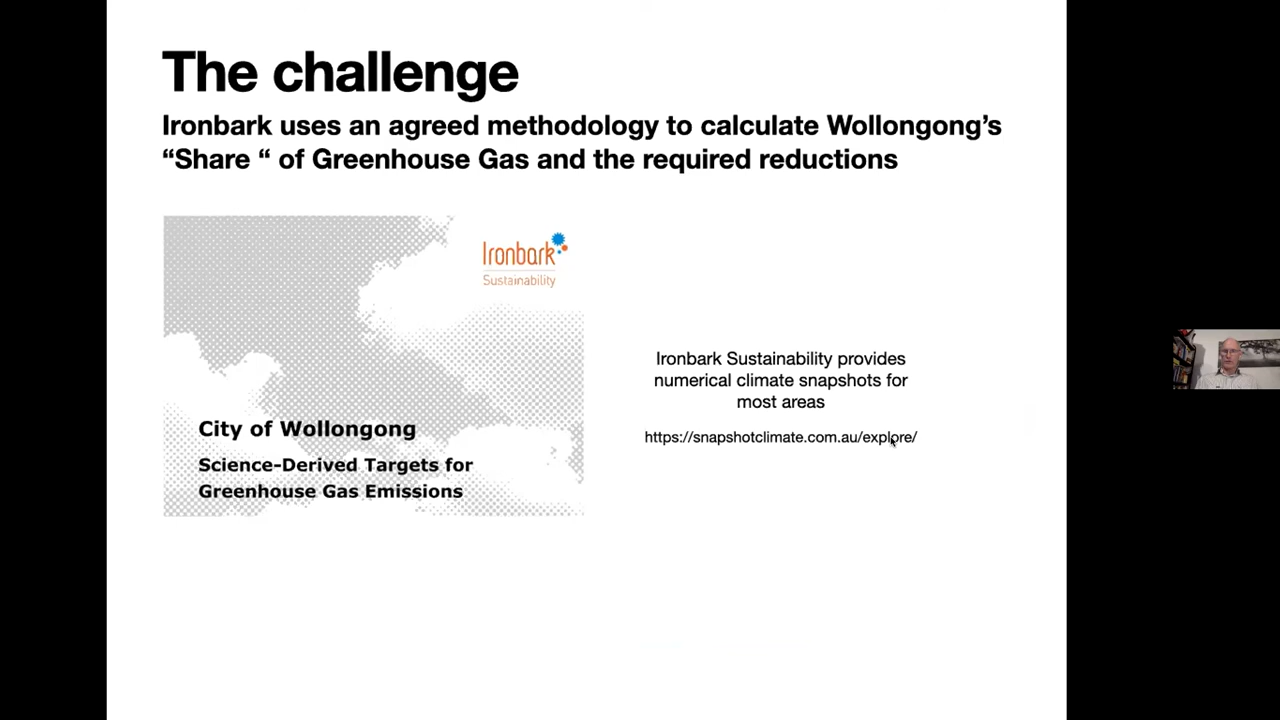 The challenge
Ironbark uses an agreed methodology to calculate Wollongong’s
“Share “ of Greenhouse Gas and the required reductions
Ironbark
Sustainability
City of Wollongong
Science-Derived Targets for
Greenhouse Gas Emissions
Ironbark Sustainability provides
numerical climate snapshots for
most areas
https://snapshotclimate.com.au/explore/